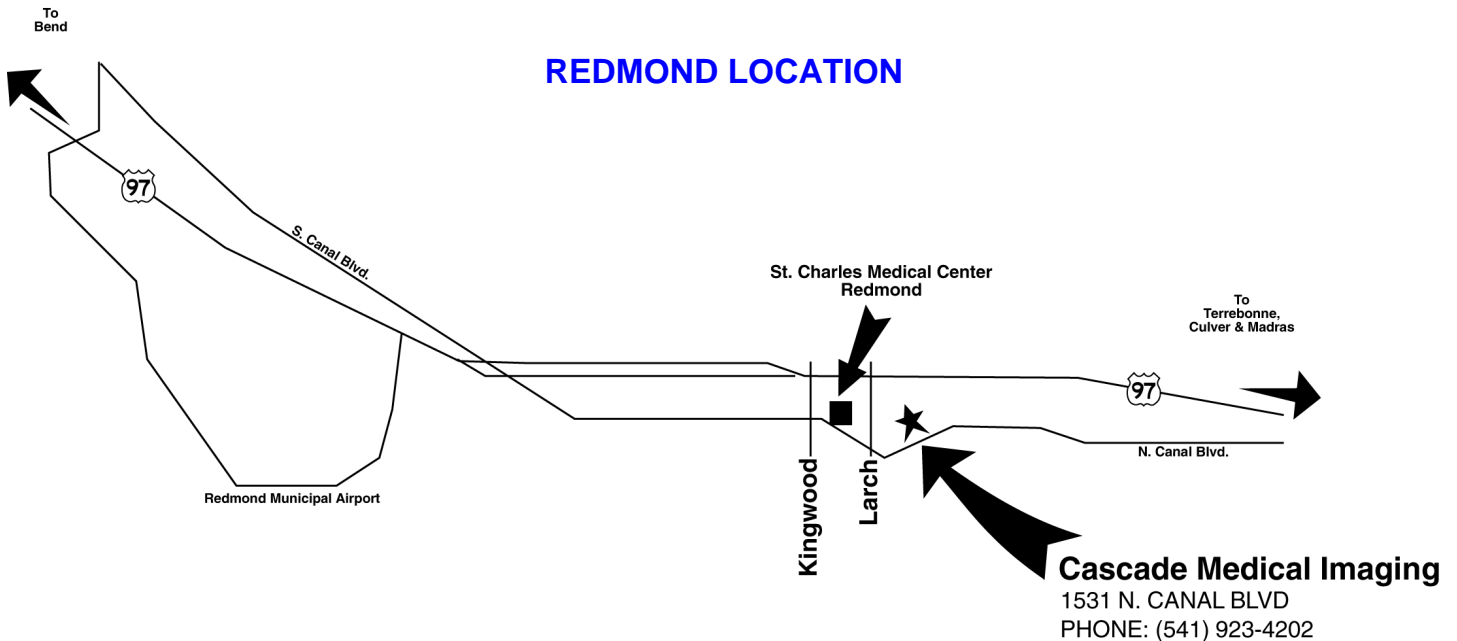 To
Bend
REDMOND LOCATION
97
S. Canal Blvd.
St. Charles Medical Center
Redmond
To
Terrebonne,
Culver & Madras
97
N. Canal Blvd.
Kingwood
Larch
Redmond Municipal Airport
Cascade Medical Imaging
1531 N. CANAL BLVD
PHONE: (541) 923-4202